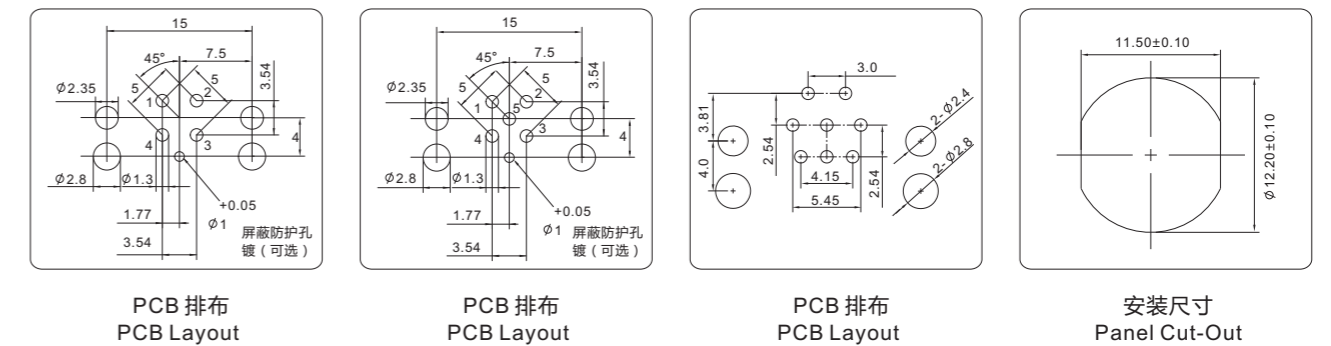 15
45°
7.5
Ø2.35
5
5
3.54
1
2
4
4
3
Ø2.8
Ø1.3
1.77
+0.05
Ø1
屏蔽防护孔
镀（可选）
3.54
PCB 排布
PCB Layout
15
45°
7.5
Ø2.35
5
5
3.54
1
2
5
4
4
3
Ø2.8
Ø1.3
1.77
+0.05
Ø1
屏蔽防护孔
镀（可选）
3.54
PCB 排布
PCB Layout
3.0
3.81
2.54
2-Ø2.4
4.0
2-Ø2.8
4.15
2.54
5.45
PCB 排布
PCB Layout
11.50±0.10
Ø12.20±0.10
安装尺寸
Panel Cut-Out